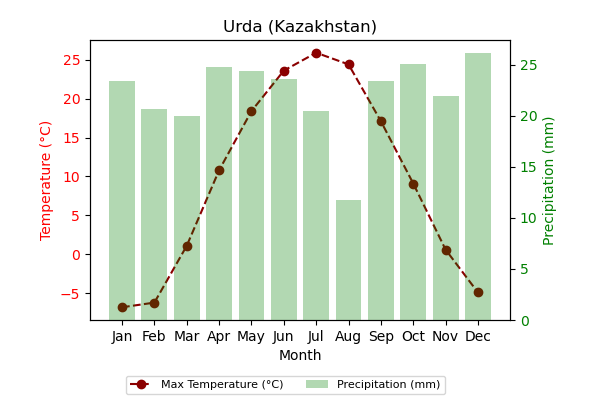 Urda (Kazakhstan)
Temperature (°C)
25
20
15
10
5
0
−5
25
20
15
10
5
0
Precipitation (mm)
Jan Feb Mar Apr May Jun Jul Aug Sep Oct Nov Dec
Month
Max Temperature (°C) Precipitation (mm)